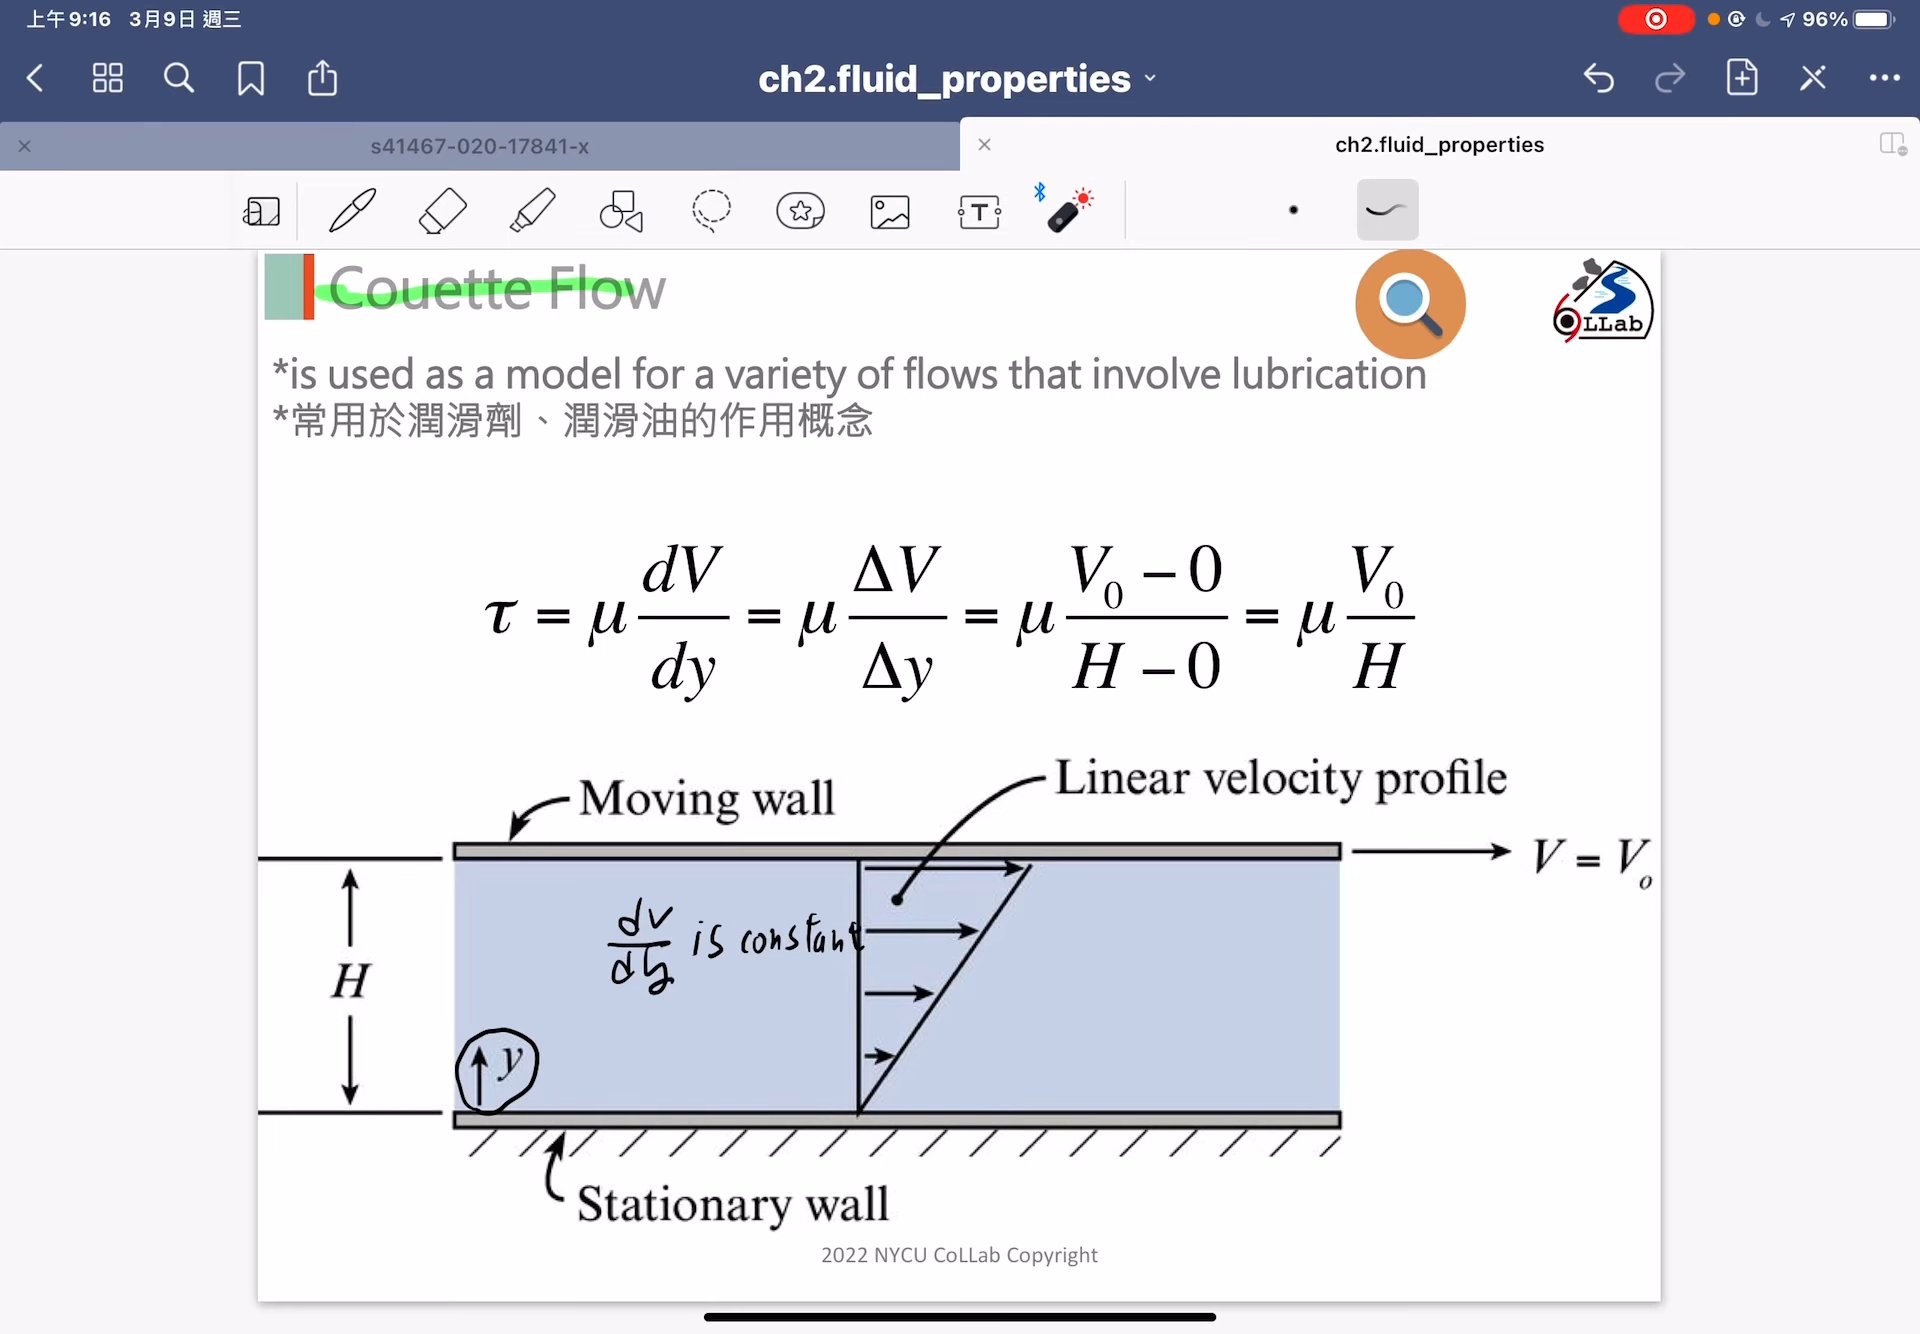 上午9:16 3月9日 週三
96%
ch2.fluid_properties
s41467-020-17841-x
ch2.fluid_properties
a
T
Couette Flow
LLab
*is used as a model for a variety of flows that involve lubrication
*常用於潤滑劑、潤滑油的作用概念
τ = μ dV/dy = μ ΔV/Δy = μ (V₀ − 0)/(H − 0) = μ V₀/H
Linear velocity profile
Moving wall
V = Vₒ
dv/dy is constant
H
y
Stationary wall
2022 NYCU CoLLab Copyright